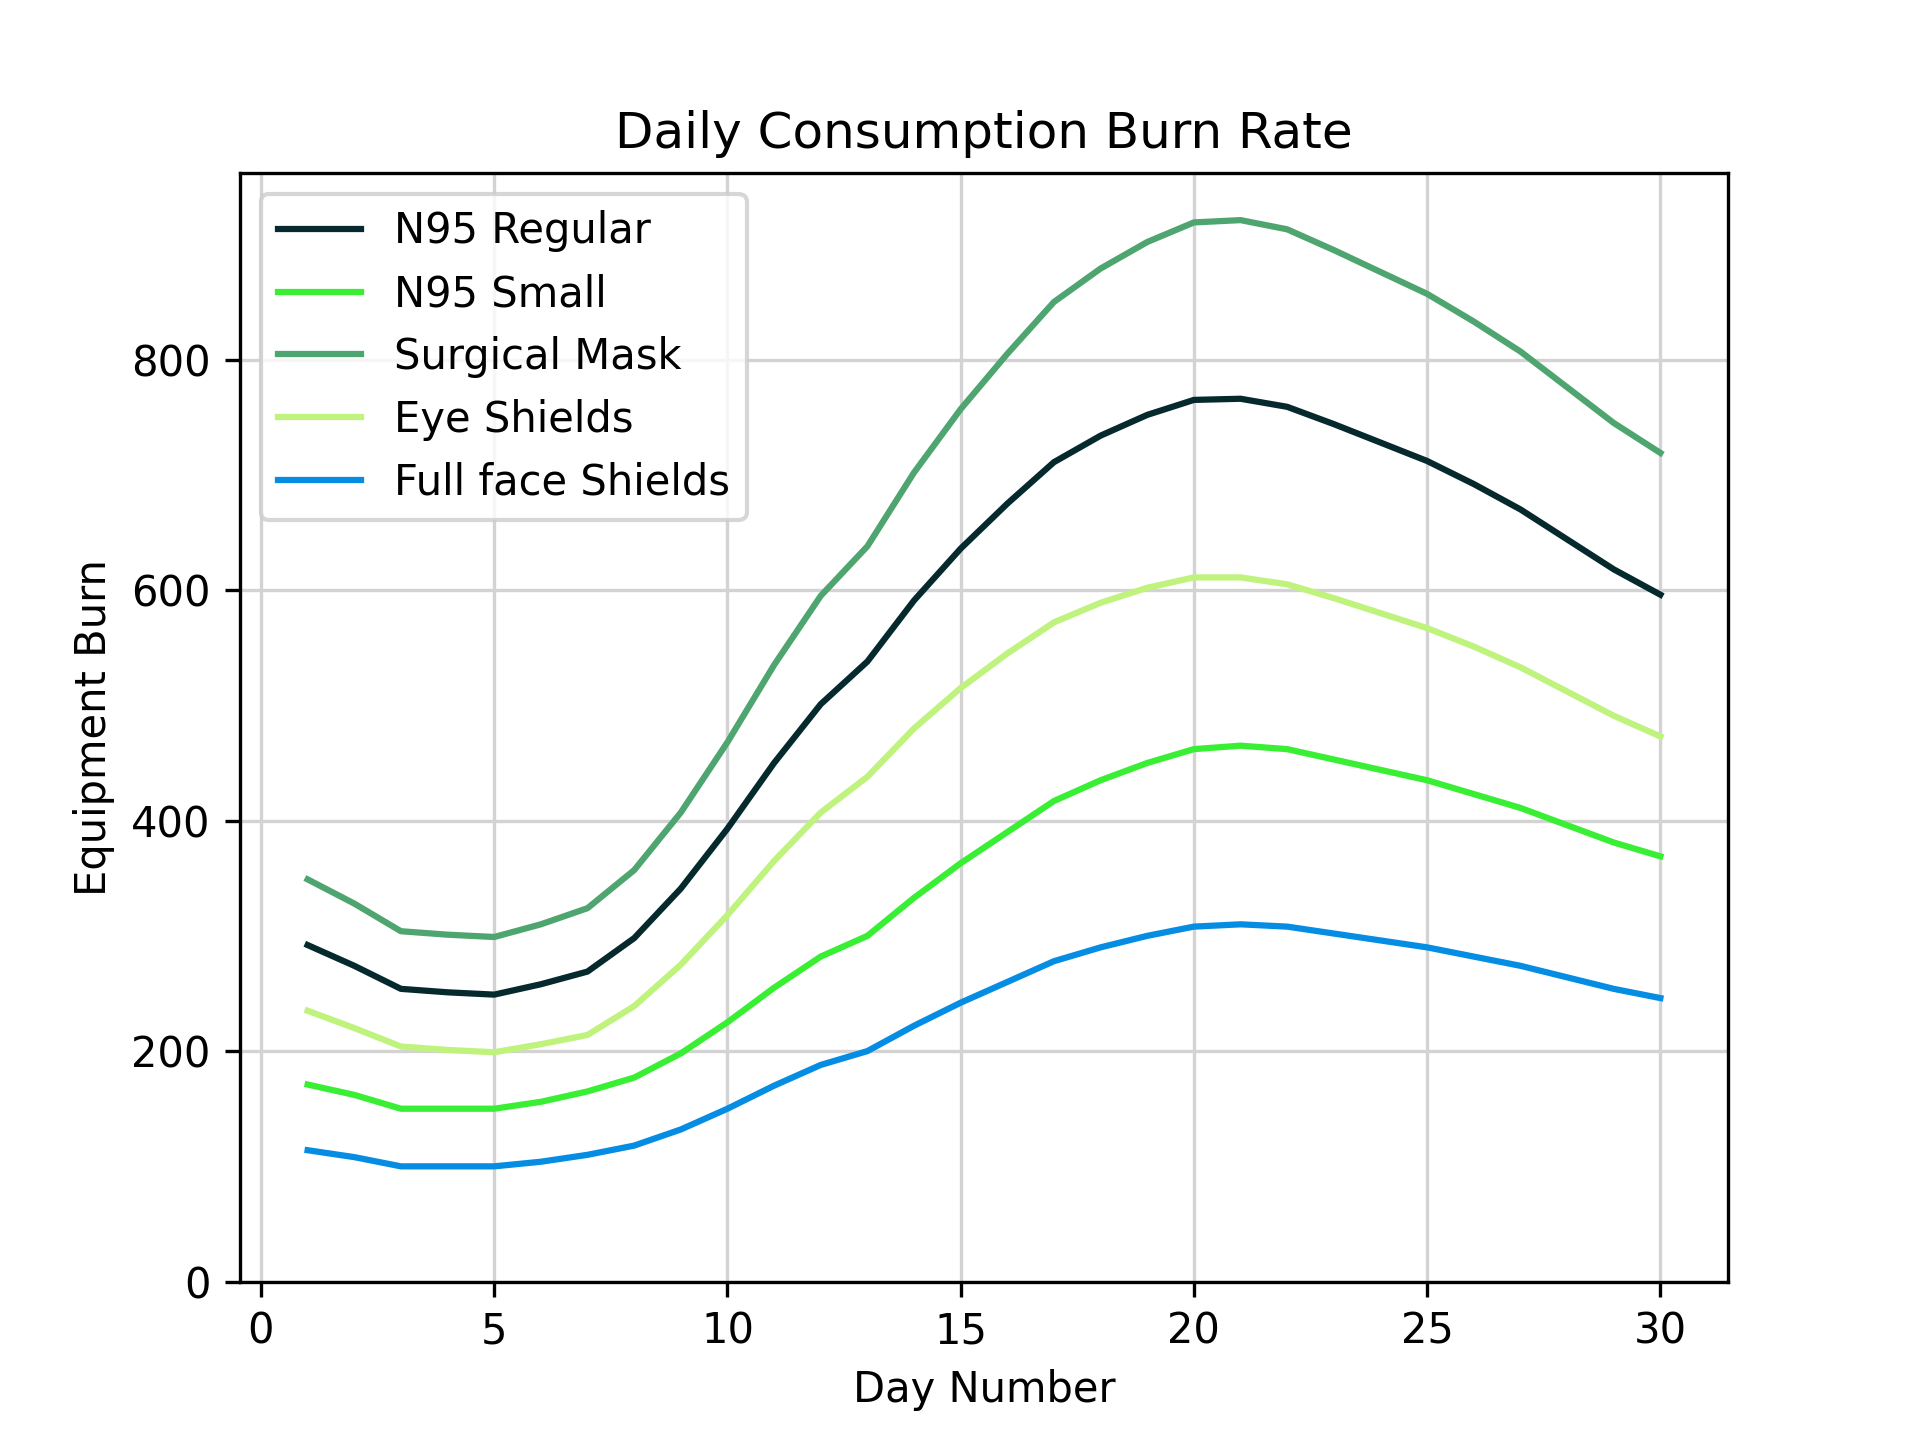 Daily Consumption Burn Rate
N95 Regular
N95 Small
Surgical Mask
Eye Shields
Full face Shields
800
600
400
200
0
Equipment Burn
0 5 10 15 20 25 30
Day Number